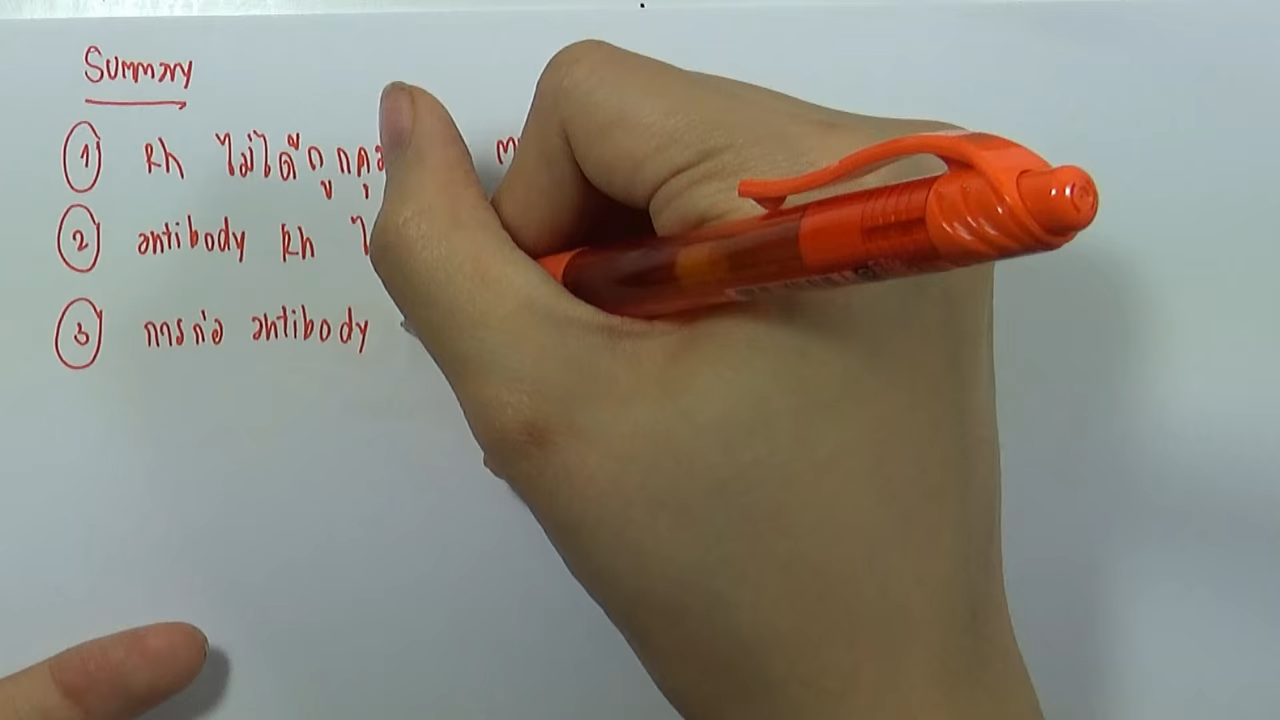 Summary
① Rh ไม่ได้ถูกคุม
② antibody Rh
③ การก่อ antibody